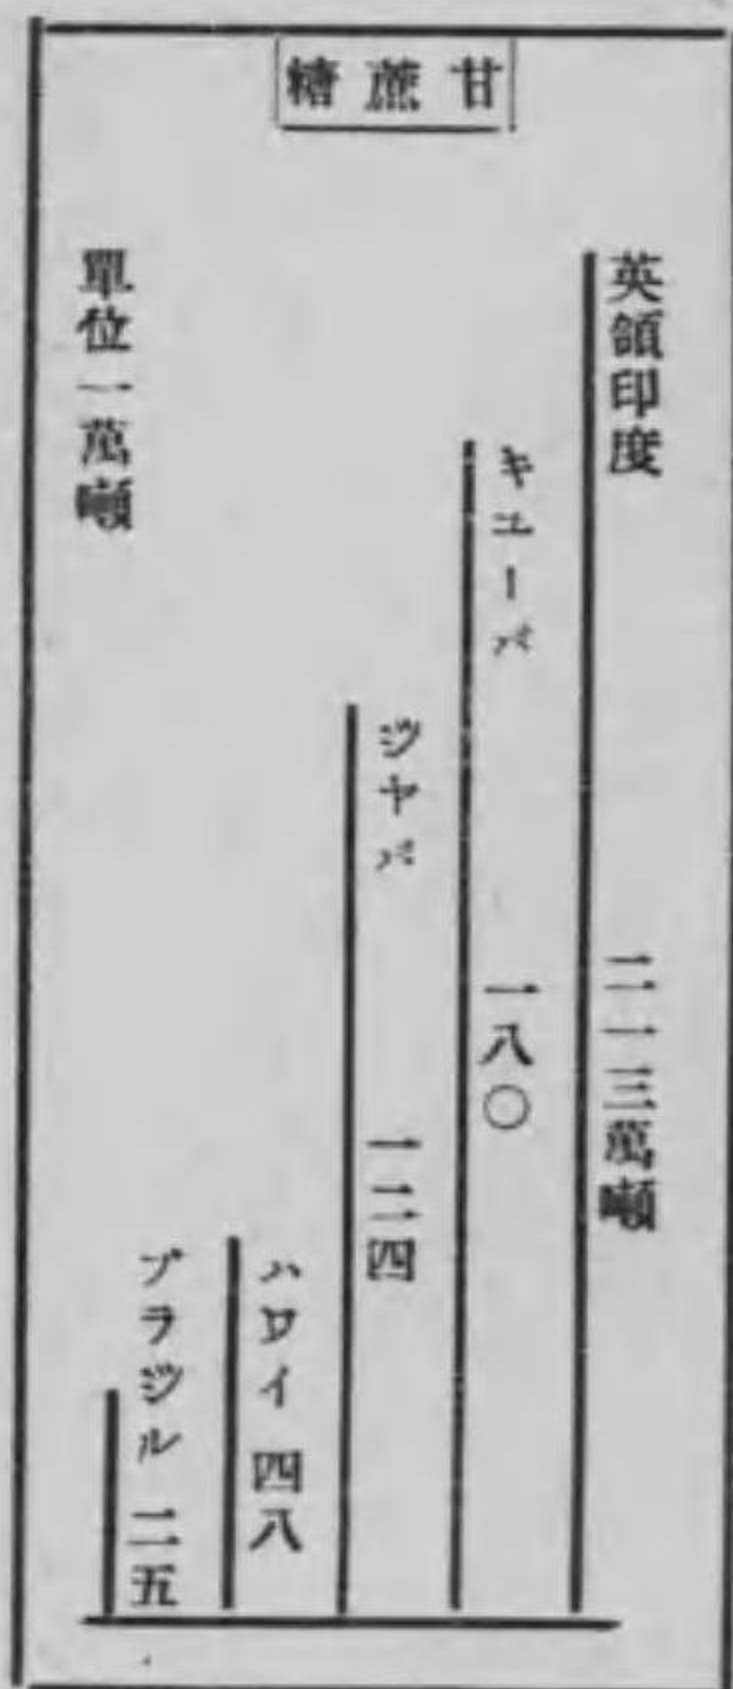 甘蔗糖
英領印度 二一三萬噸
キユーバ 一八〇
ジヤバ 一二四
ハワイ 四八
ブラジル 二五
單位一萬噸